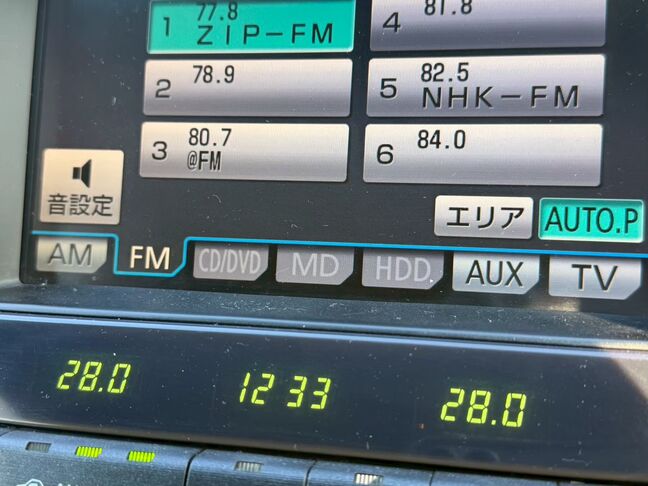 1 77.8
ZIP-FM
4 81.8
2 78.9
5 82.5
NHK-FM
3 80.7
@FM
6 84.0
音設定
エリア AUTO.P
AM FM CD/DVD MD HDD AUX TV
28.0 12 33 28.0